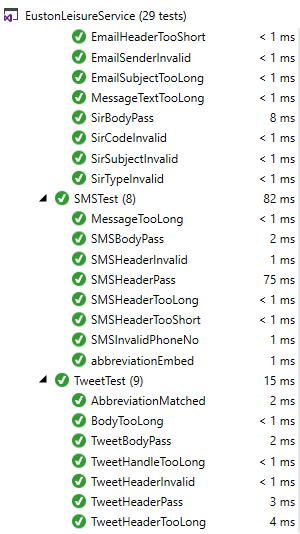 EustonLeisureService (29 tests)
EmailHeaderTooShort < 1 ms
EmailSenderInvalid < 1 ms
EmailSubjectTooLong < 1 ms
MessageTextTooLong < 1 ms
SirBodyPass 8 ms
SirCodeInvalid < 1 ms
SirSubjectInvalid < 1 ms
SirTypeInvalid < 1 ms
SMSTest (8) 82 ms
MessageTooLong < 1 ms
SMSBodyPass 2 ms
SMSHeaderInvalid 1 ms
SMSHeaderPass 75 ms
SMSHeaderTooLong < 1 ms
SMSHeaderTooShort < 1 ms
SMSInvalidPhoneNo 1 ms
abbreviationEmbed 1 ms
TweetTest (9) 15 ms
AbbreviationMatched 2 ms
BodyTooLong < 1 ms
TweetBodyPass 2 ms
TweetHandleTooLong < 1 ms
TweetHeaderInvalid < 1 ms
TweetHeaderPass 3 ms
TweetHeaderTooLong 4 ms